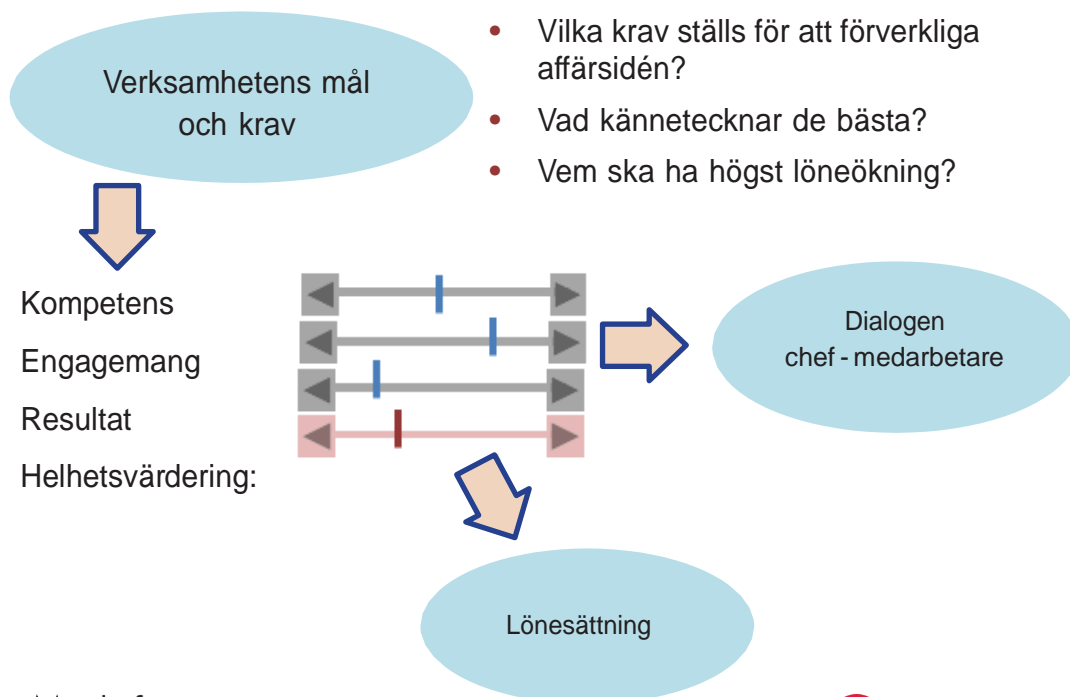 Verksamhetens mål
och krav
• Vilka krav ställs för att förverkliga
affärsidén?
• Vad kännetecknar de bästa?
• Vem ska ha högst löneökning?
Kompetens
Engagemang
Resultat
Helhetsvärdering:
Dialogen
chef - medarbetare
Lönesättning